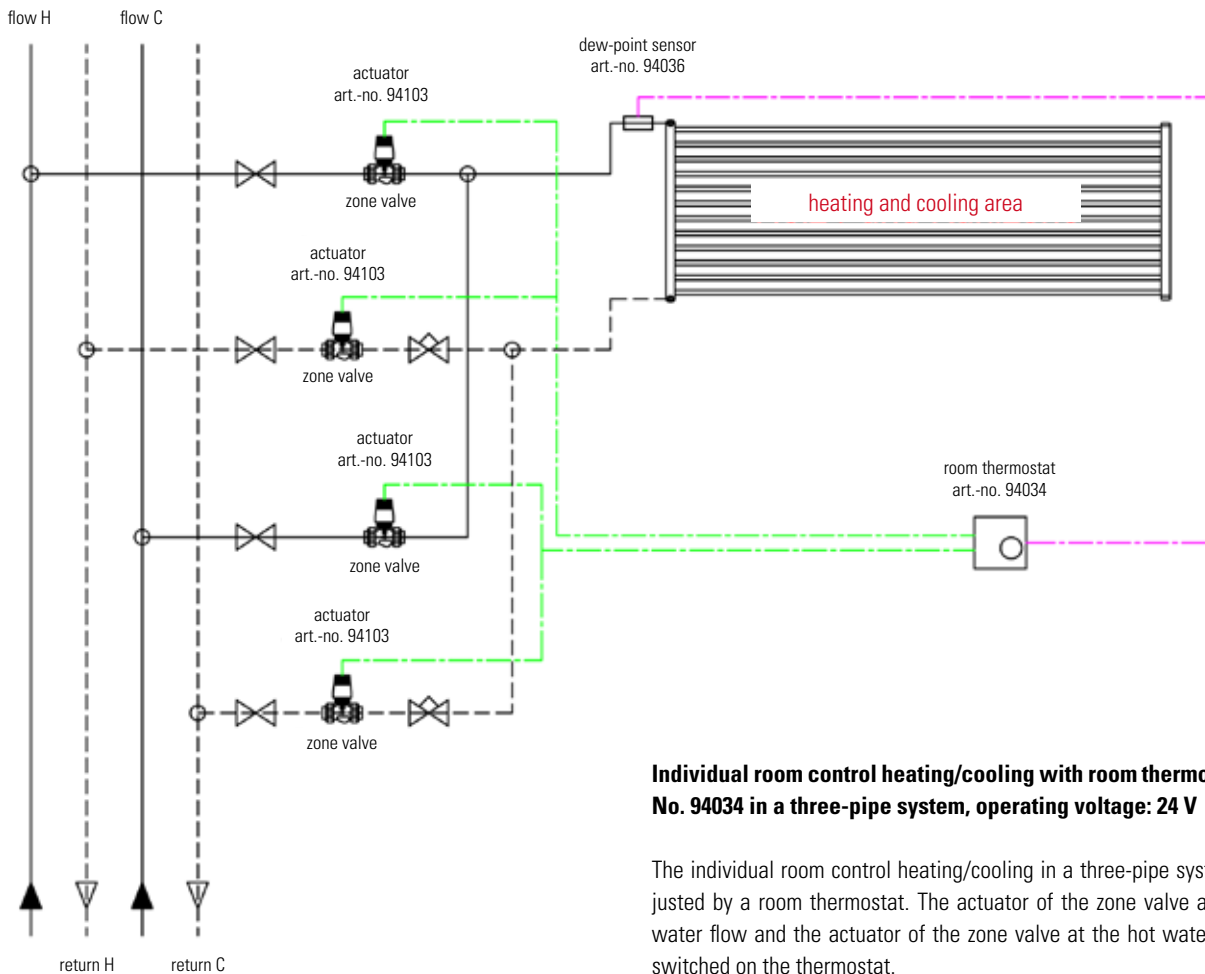 flow H
flow C
dew-point sensor
art.-no. 94036
actuator
art.-no. 94103
zone valve
heating and cooling area
actuator
art.-no. 94103
zone valve
actuator
art.-no. 94103
zone valve
room thermostat
art.-no. 94034
actuator
art.-no. 94103
zone valve
Individual room control heating/cooling with room thermo
No. 94034 in a three-pipe system, operating voltage: 24 V
The individual room control heating/cooling in a three-pipe sys
justed by a room thermostat. The actuator of the zone valve a
water flow and the actuator of the zone valve at the hot wate
switched on the thermostat.
return H
return C